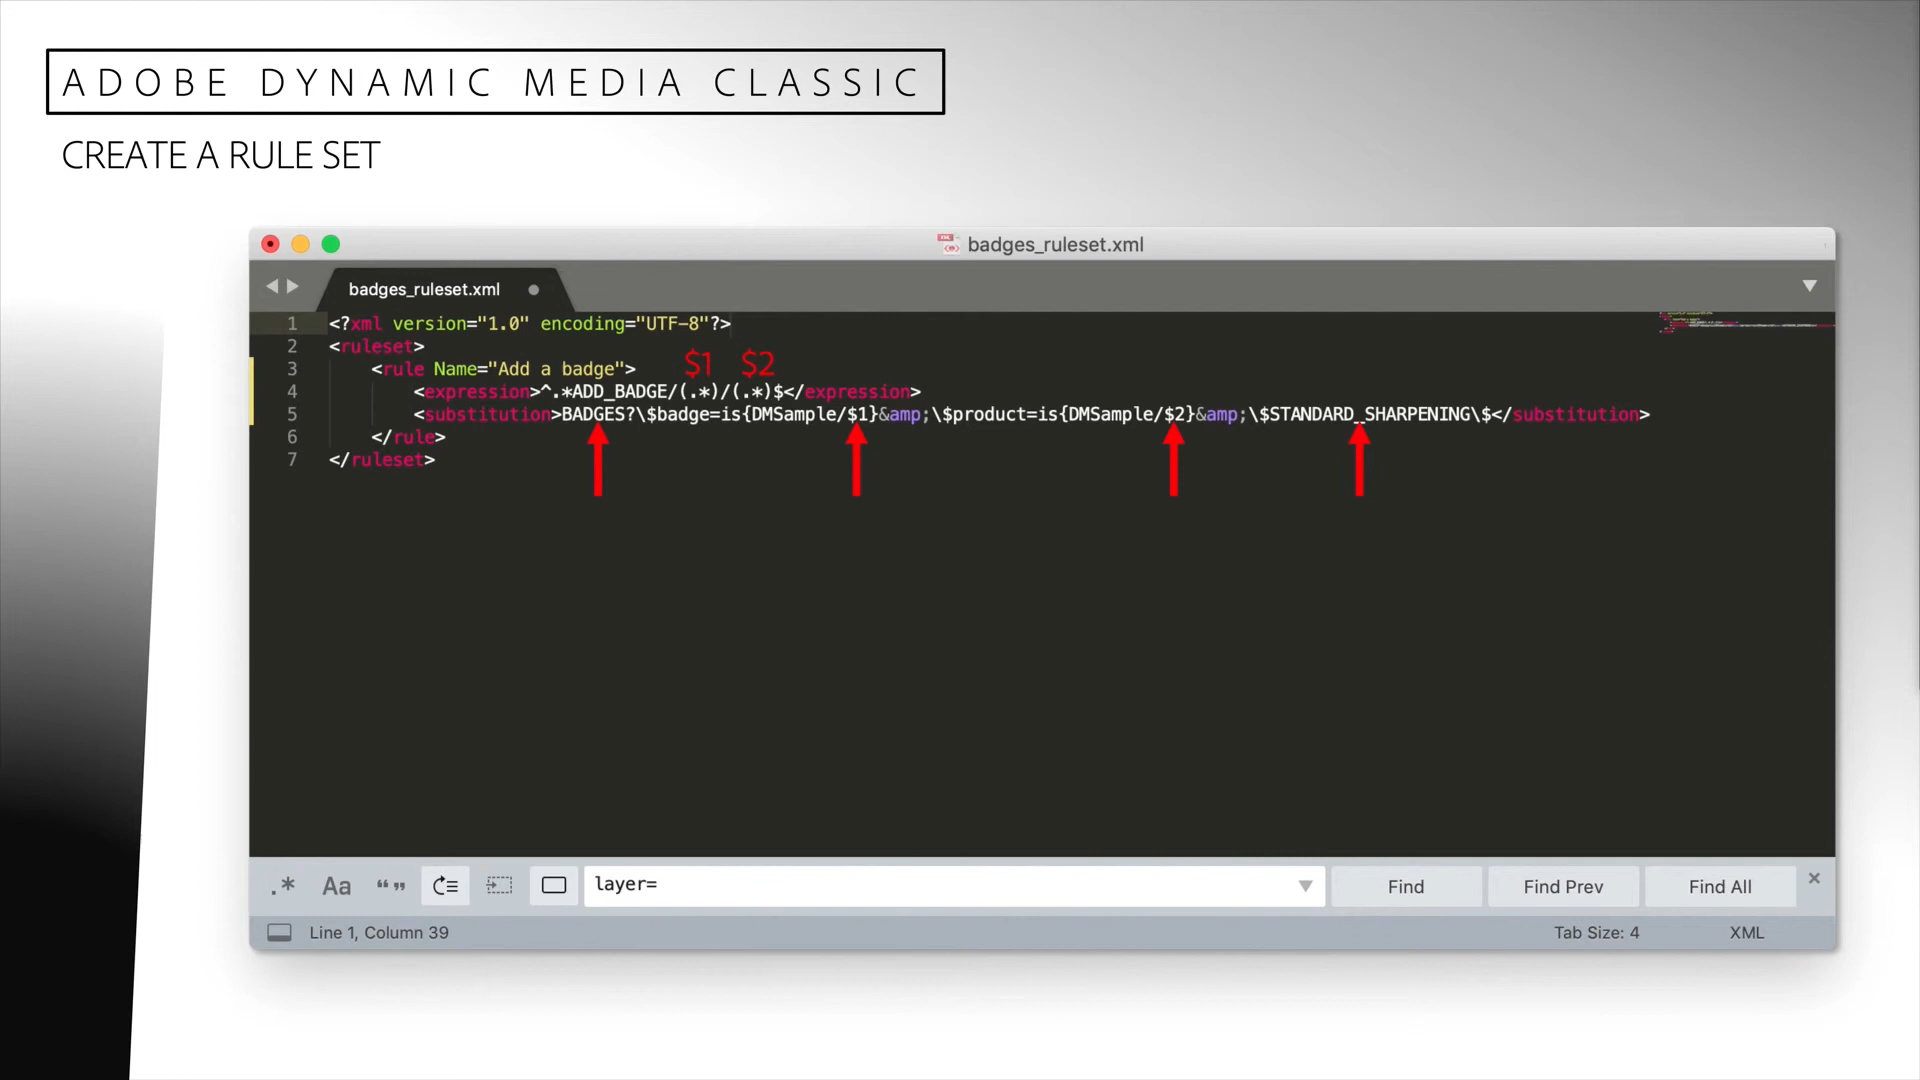 ADOBE DYNAMIC MEDIA CLASSIC
CREATE A RULE SET
badges_ruleset.xml
badges_ruleset.xml
1 <?xml version="1.0" encoding="UTF-8"?>
2 <ruleset>
$1 $2
3 <rule Name="Add a badge">
4 <expression>^.*ADD_BADGE/(.*)/(.*)$</expression>
5 <substitution>BADGES?\$badge=is{DMSample/$1}&amp;\$product=is{DMSample/$2}&amp;\$STANDARD_SHARPENING\$</substitution>
6 </rule>
7 </ruleset>
.* Aa “” layer= Find Find Prev Find All
Line 1, Column 39 Tab Size: 4 XML